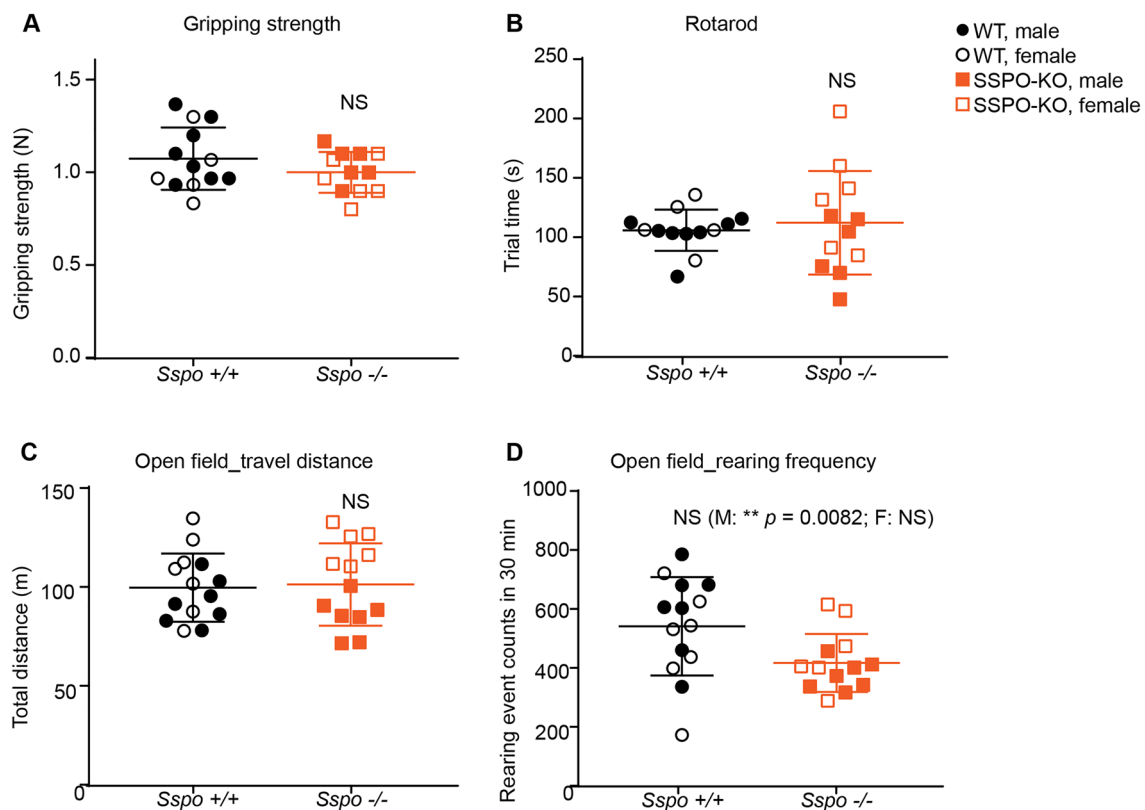 A
Gripping strength
Gripping strength (N)
1.5
1.0
0.5
0.0
NS
Sspo +/+
Sspo -/-
B
Rotarod
Trial time (s)
250
200
150
100
50
0
NS
Sspo +/+
Sspo -/-
WT, male
WT, female
SSPO-KO, male
SSPO-KO, female
C
Open field_travel distance
Total distance (m)
150
100
50
0
NS
Sspo +/+
Sspo -/-
D
Open field_rearing frequency
Rearing event counts in 30 min
1000
800
600
400
200
0
NS (M: ** p = 0.0082; F: NS)
Sspo +/+
Sspo -/-